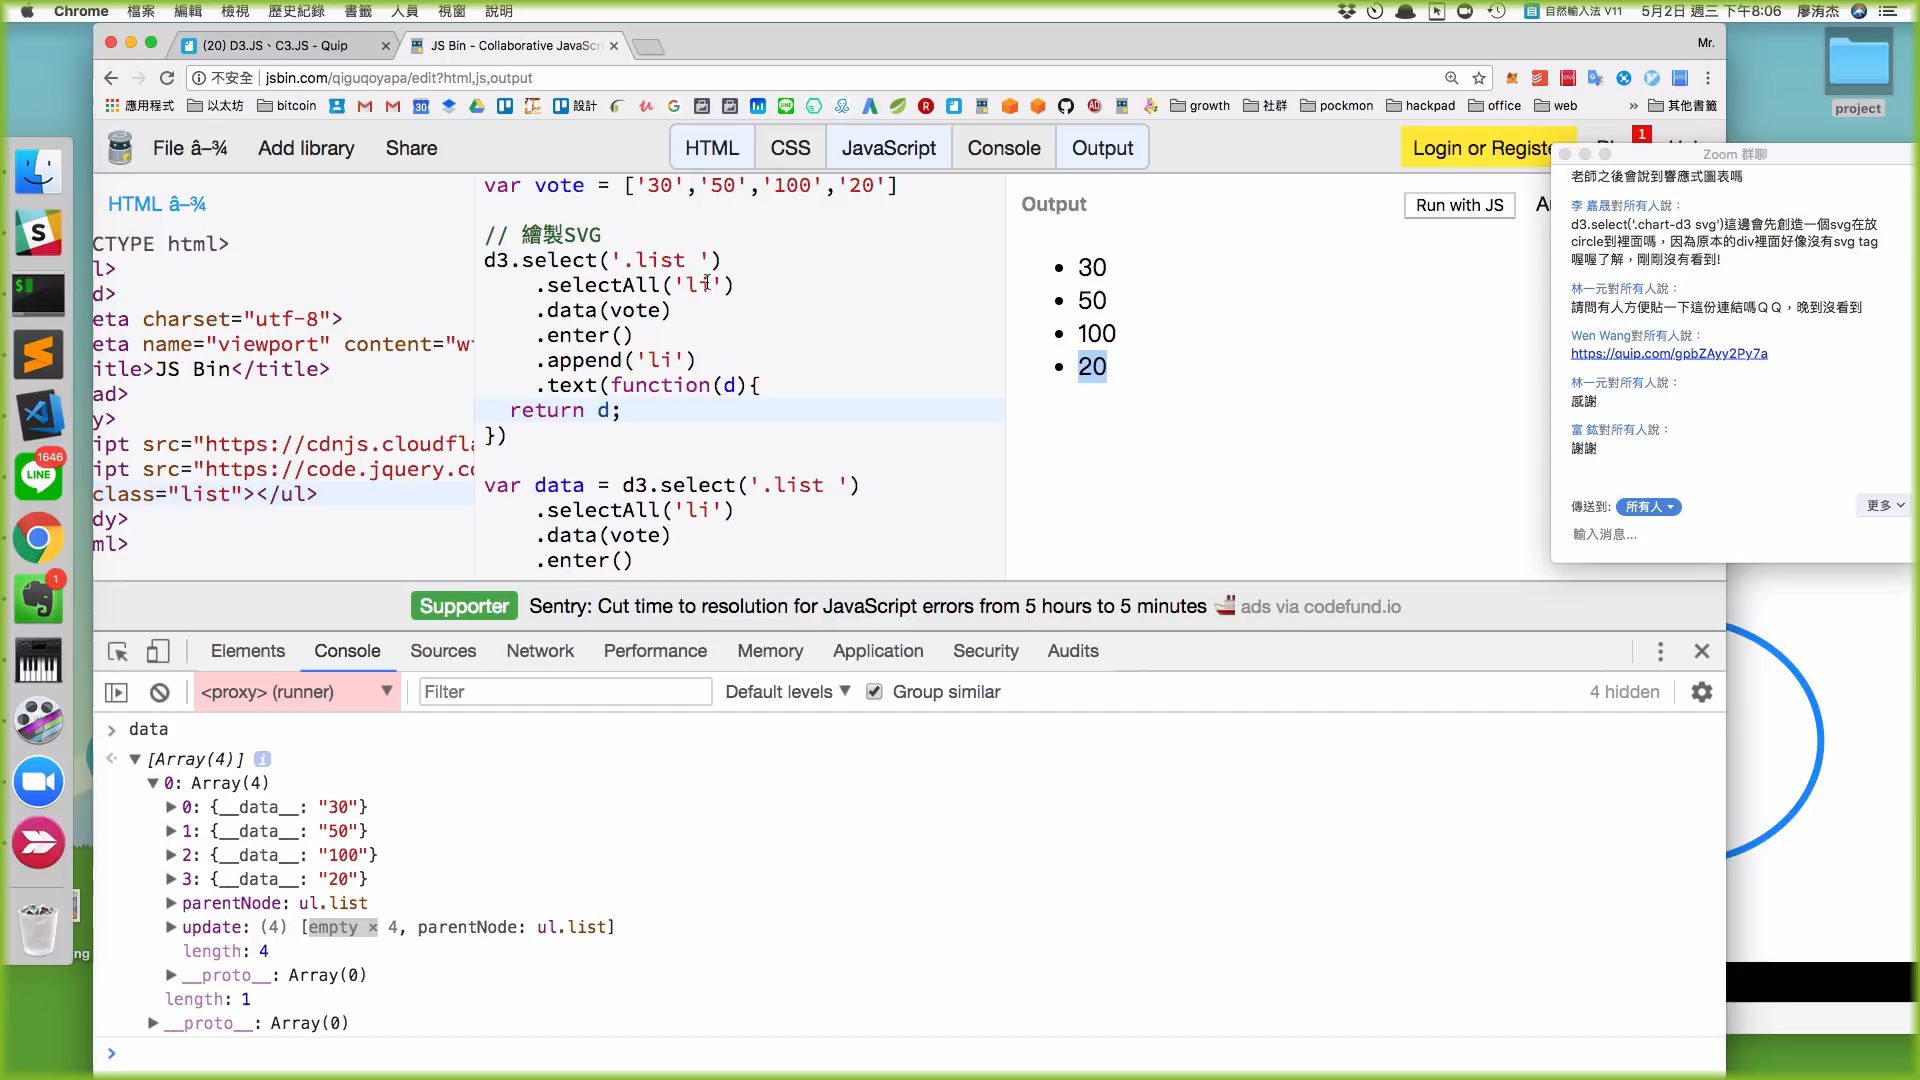 Chrome 檔案 編輯 檢視 歷史紀錄 書籤 人員 視窗 說明
自然輸入法 V11 5月2日 週三 下午8:06 廖洧杰
(20) D3.JS、C3.JS - Quip
JS Bin - Collaborative JavaScr
Mr.
不安全 jsbin.com/qiguqoyapa/edit?html,js,output
應用程式 以太坊 bitcoin 設計 growth 社群 pockmon hackpad office web » 其他書籤
project
File â–¾ Add library Share
HTML CSS JavaScript Console Output
Login or Registe
1
HTML â–¾
CTYPE html>
l>
d>
eta charset="utf-8">
eta name="viewport" content="w
itle>JS Bin</title>
ad>
y>
ipt src="https://cdnjs.cloudfla
ipt src="https://code.jquery.co
class="list"></ul>
dy>
ml>
var vote = ['30','50','100','20']
// 繪製SVG
d3.select('.list ')
.selectAll('li')
.data(vote)
.enter()
.append('li')
.text(function(d){
return d;
})
var data = d3.select('.list ')
.selectAll('li')
.data(vote)
.enter()
Output
Run with JS
A
30
50
100
20
Zoom 群聊
老師之後會說到響應式圖表嗎
李 嘉晟對所有人說：
d3.select('.chart-d3 svg')這邊會先創造一個svg在放
circle到裡面嗎，因為原本的div裡面好像沒有svg tag
喔喔了解，剛剛沒有看到!
林一元對所有人說：
請問有人方便貼一下這份連結嗎ＱＱ，晚到沒看到
Wen Wang對所有人說：
https://quip.com/gpbZAyy2Py7a
林一元對所有人說：
感謝
富 鈜對所有人說：
謝謝
傳送到: 所有人
更多
輸入消息...
S
$
1646
LINE
1
ng
Supporter Sentry: Cut time to resolution for JavaScript errors from 5 hours to 5 minutes ads via codefund.io
Elements Console Sources Network Performance Memory Application Security Audits
<proxy> (runner) Filter Default levels Group similar 4 hidden
data
[Array(4)]
0: Array(4)
0: {__data__: "30"}
1: {__data__: "50"}
2: {__data__: "100"}
3: {__data__: "20"}
parentNode: ul.list
update: (4) [empty × 4, parentNode: ul.list]
length: 4
__proto__: Array(0)
length: 1
__proto__: Array(0)